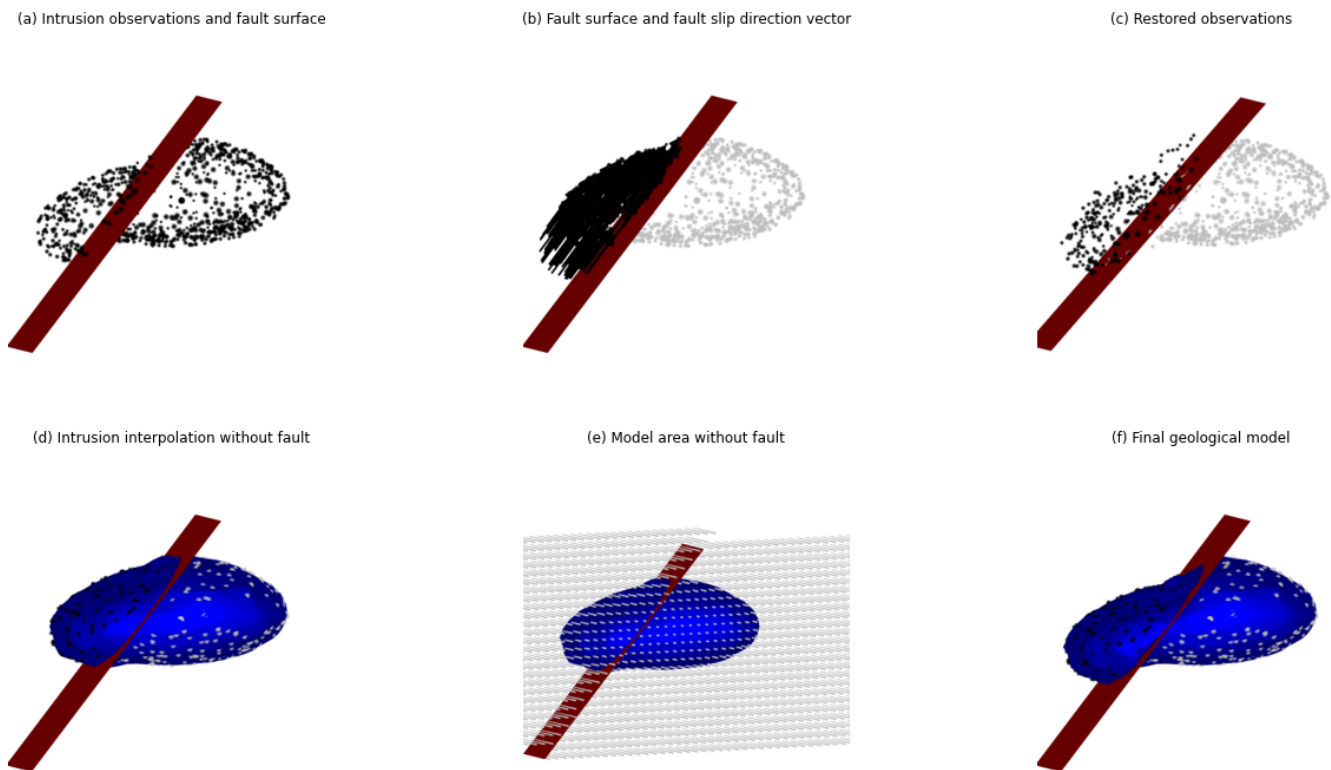 (a) Intrusion observations and fault surface
(b) Fault surface and fault slip direction vector
(c) Restored observations
(d) Intrusion interpolation without fault
(e) Model area without fault
(f) Final geological model